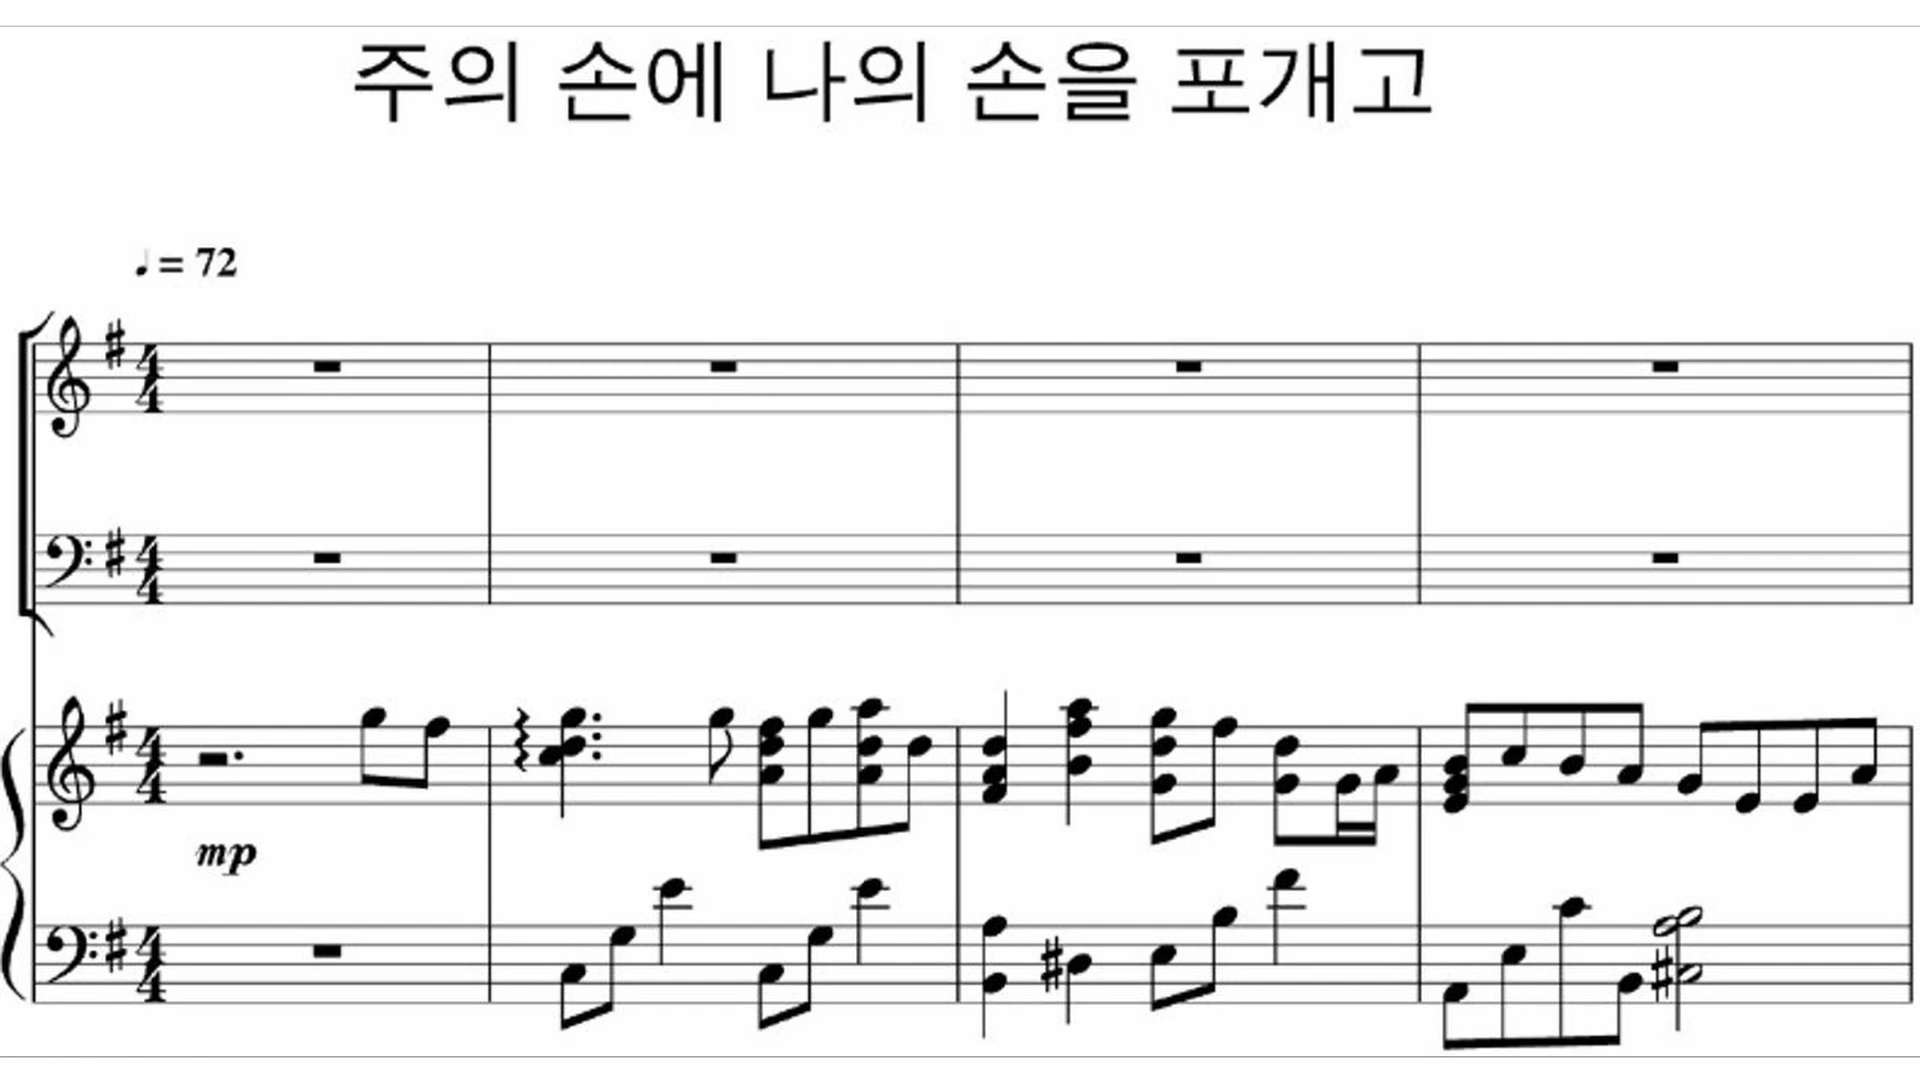 주의 손에 나의 손을 포개고
♩ = 72
mp